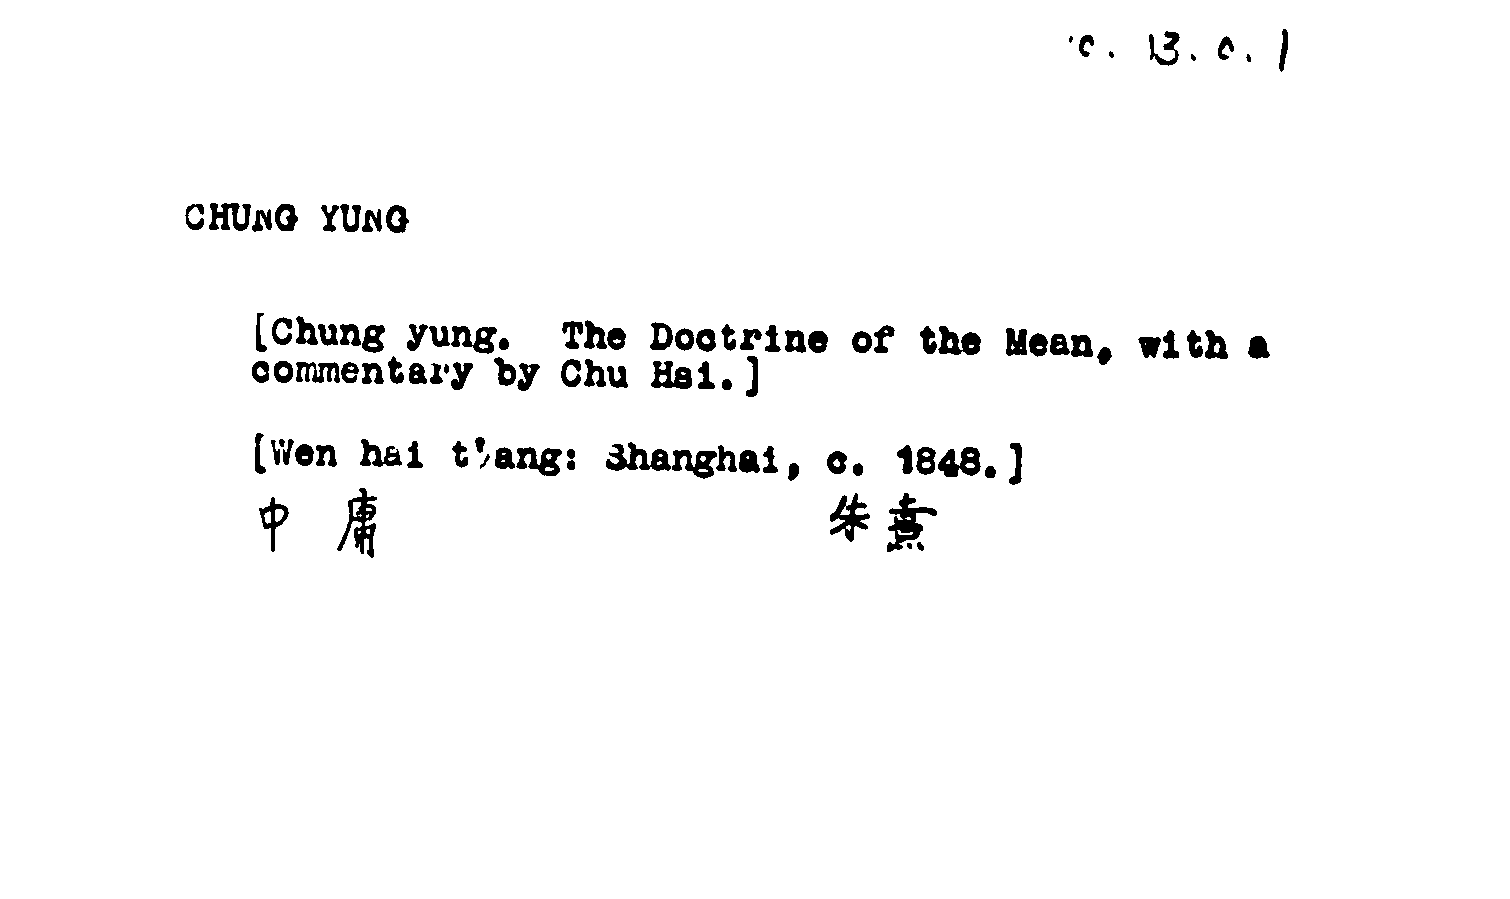 c. 13. c. 1
CHUNG YUNG
[Chung yung. The Doctrine of the Mean, with a
commentary by Chu Hsi.]
[Wen hai t'ang: Shanghai, c. 1848.]
中 庸 朱熹